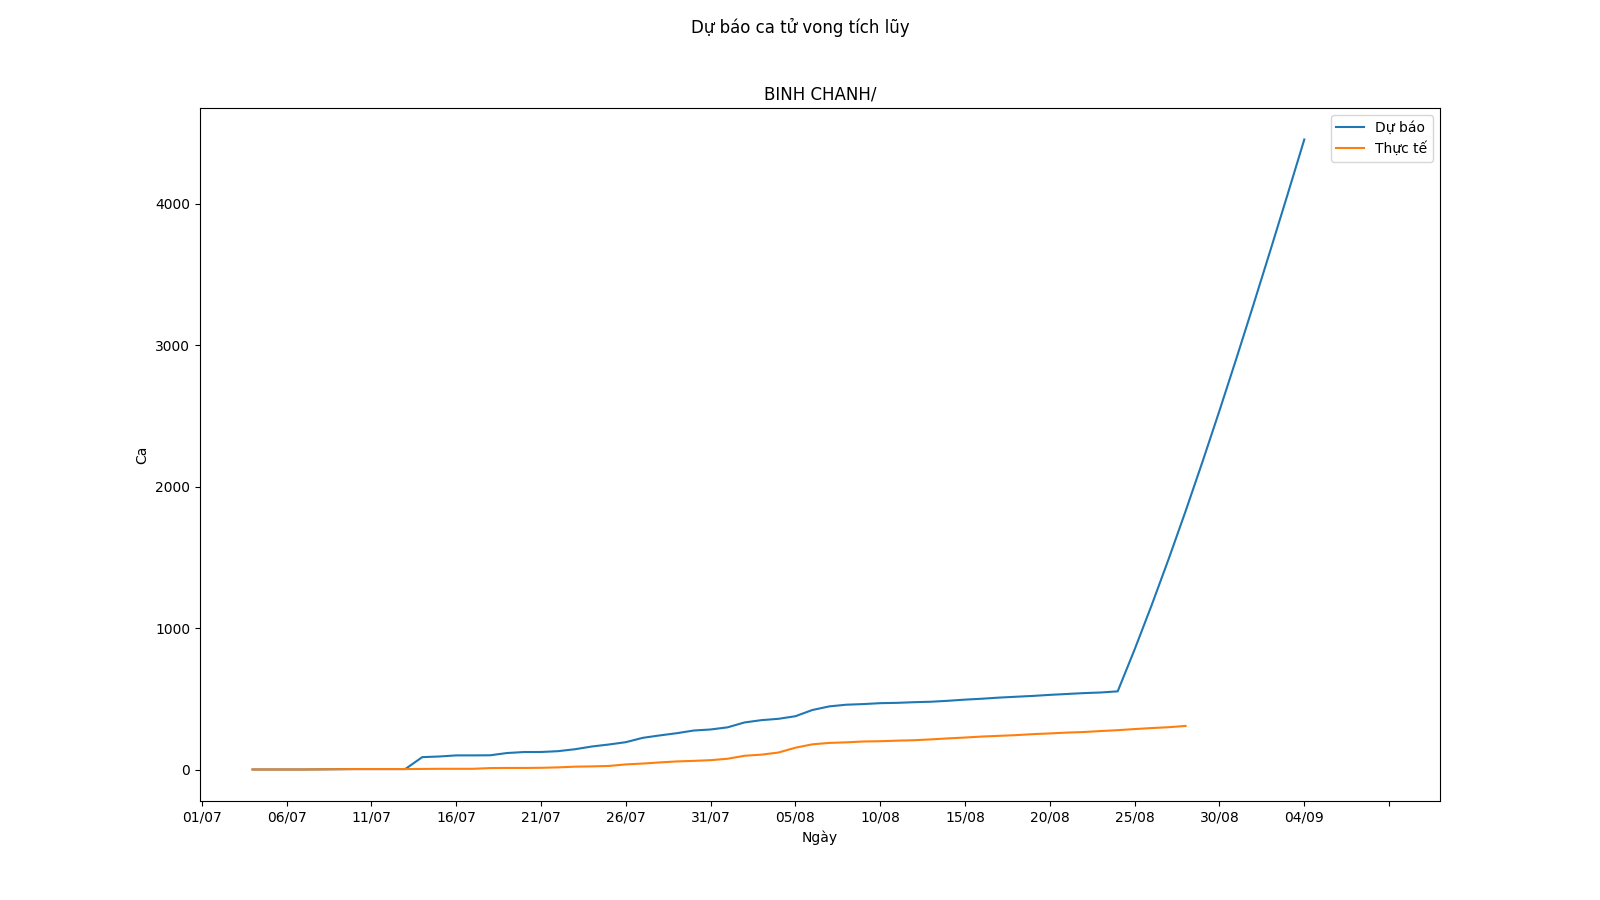 Dự báo ca tử vong tích lũy
BINH CHANH/
Dự báo
Thực tế
4000
3000
2000
1000
0
Ca
01/07 06/07 11/07 16/07 21/07 26/07 31/07 05/08 10/08 15/08 20/08 25/08 30/08 04/09
Ngày